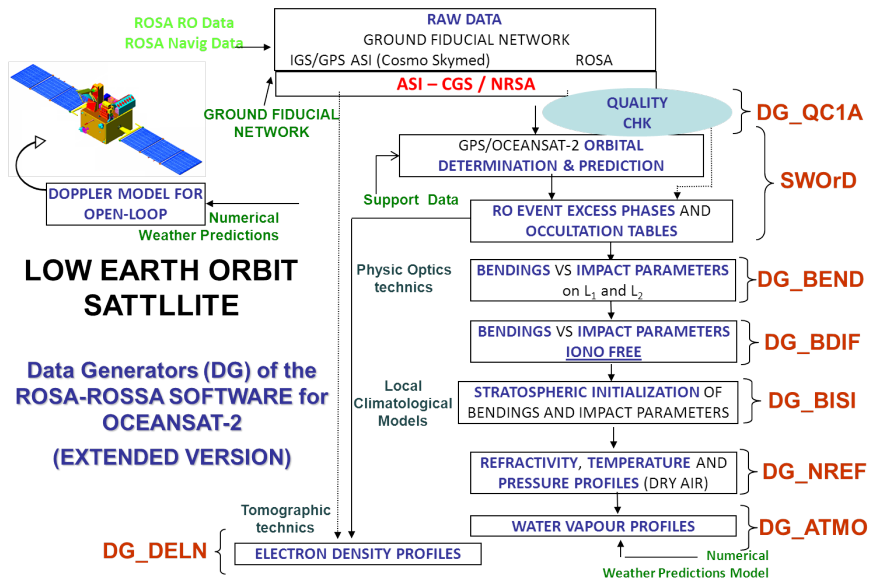 ROSA RO Data
ROSA Navig Data
RAW DATA
GROUND FIDUCIAL NETWORK
IGS/GPS ASI (Cosmo Skymed) ROSA
ASI – CGS / NRSA
GROUND FIDUCIAL
NETWORK
QUALITY
CHK
DG_QC1A
GPS/OCEANSAT-2 ORBITAL
DETERMINATION & PREDICTION
SWOrD
Support Data
DOPPLER MODEL FOR
OPEN-LOOP
Numerical
Weather Predictions
RO EVENT EXCESS PHASES AND
OCCULTATION TABLES
LOW EARTH ORBIT
SATTLLITE
Physic Optics
technics
BENDINGS VS IMPACT PARAMETERS
on L1 and L2
DG_BEND
BENDINGS VS IMPACT PARAMETERS
IONO FREE
DG_BDIF
Data Generators (DG) of the
ROSA-ROSSA SOFTWARE for
OCEANSAT-2
(EXTENDED VERSION)
Local
Climatological
Models
STRATOSPHERIC INITIALIZATION OF
BENDINGS AND IMPACT PARAMETERS
DG_BISI
REFRACTIVITY, TEMPERATURE AND
PRESSURE PROFILES (DRY AIR)
DG_NREF
Tomographic
technics
WATER VAPOUR PROFILES
DG_ATMO
DG_DELN
ELECTRON DENSITY PROFILES
Numerical
Weather Predictions Model